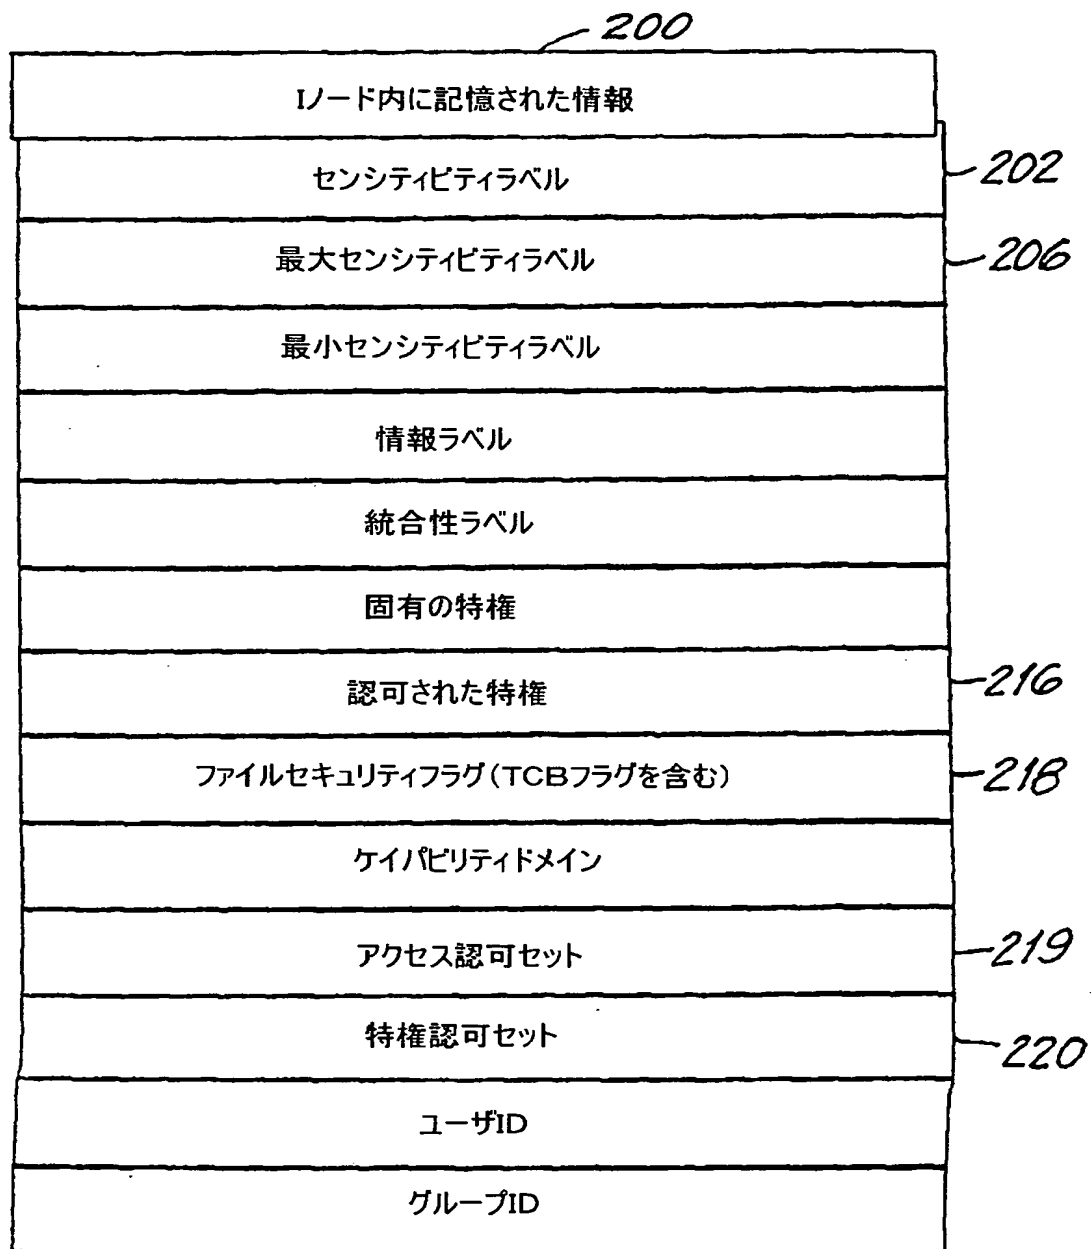 200
Iノード内に記憶された情報
センシティビティラベル 202
最大センシティビティラベル 206
最小センシティビティラベル
情報ラベル
統合性ラベル
固有の特権
認可された特権 216
ファイルセキュリティフラグ(TCBフラグを含む) 218
ケイパビリティドメイン
アクセス認可セット 219
特権認可セット 220
ユーザID
グループID